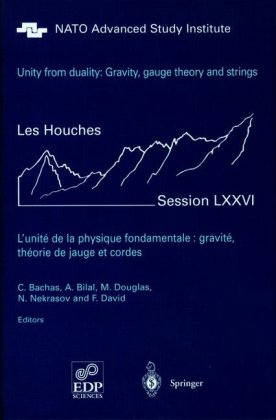 NATO Advanced Study Institute
Unity from duality: Gravity, gauge theory and strings
Les Houches
Session LXXVI
L'unité de la physique fondamentale : gravité,
théorie de jauge et cordes
C. Bachas, A. Bilal, M. Douglas,
N. Nekrasov and F. David
Editors
EDP
SCIENCES
Springer